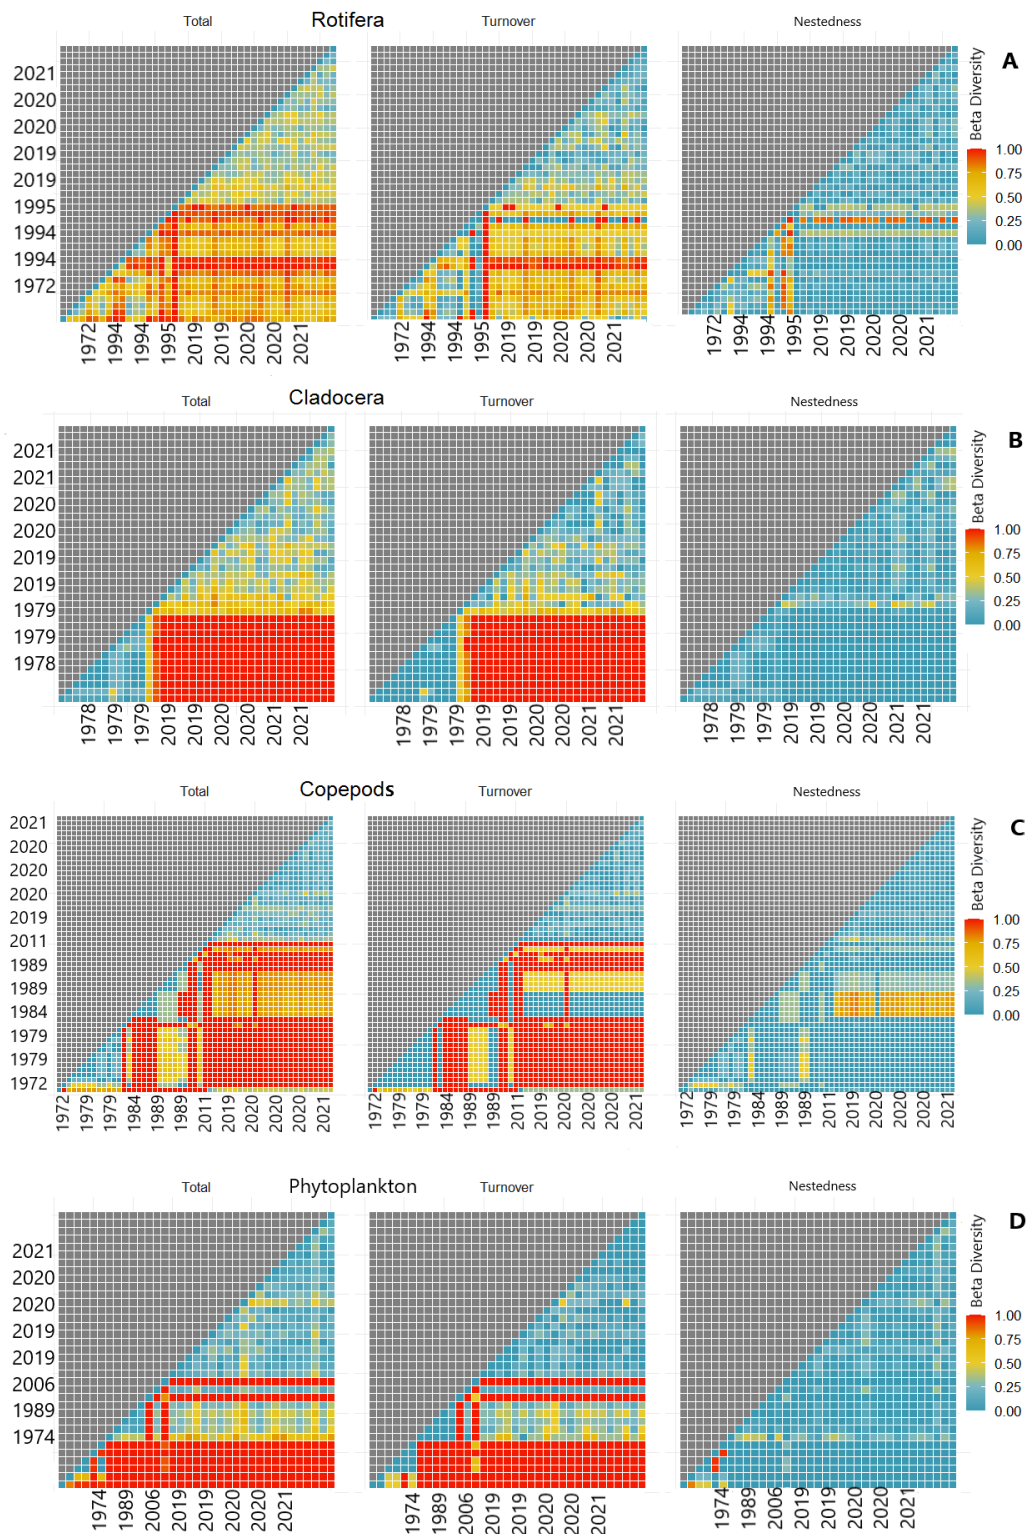 Rotifera
Total Turnover Nestedness
A
2021
2020
2020
2019
2019
1995
1994
1994
1972
1972 1994 1994 1995 2019 2019 2020 2020 2021
1972 1994 1994 1995 2019 2019 2020 2020 2021
1972 1994 1994 1995 2019 2019 2020 2020 2021
Beta Diversity
1.00
0.75
0.50
0.25
0.00
Cladocera
Total Turnover Nestedness
B
2021
2021
2020
2020
2019
2019
1979
1979
1978
1978 1979 1979 2019 2019 2020 2020 2021 2021
1978 1979 1979 2019 2019 2020 2020 2021 2021
1978 1979 1979 2019 2019 2020 2020 2021 2021
Beta Diversity
1.00
0.75
0.50
0.25
0.00
Copepods
Total Turnover Nestedness
C
2021
2020
2020
2020
2019
2011
1989
1989
1984
1979
1979
1972
1972 1979 1979 1984 1989 1989 2011 2019 2020 2020 2020 2021
1972 1979 1979 1984 1989 1989 2011 2019 2020 2020 2020 2021
1972 1979 1979 1984 1989 1989 2011 2019 2020 2020 2020 2021
Beta Diversity
1.00
0.75
0.50
0.25
0.00
Phytoplankton
Total Turnover Nestedness
D
2021
2020
2020
2019
2019
2006
1989
1974
1974 1989 2006 2019 2019 2020 2020 2021
1974 1989 2006 2019 2019 2020 2020 2021
1974 1989 2006 2019 2019 2020 2020 2021
Beta Diversity
1.00
0.75
0.50
0.25
0.00